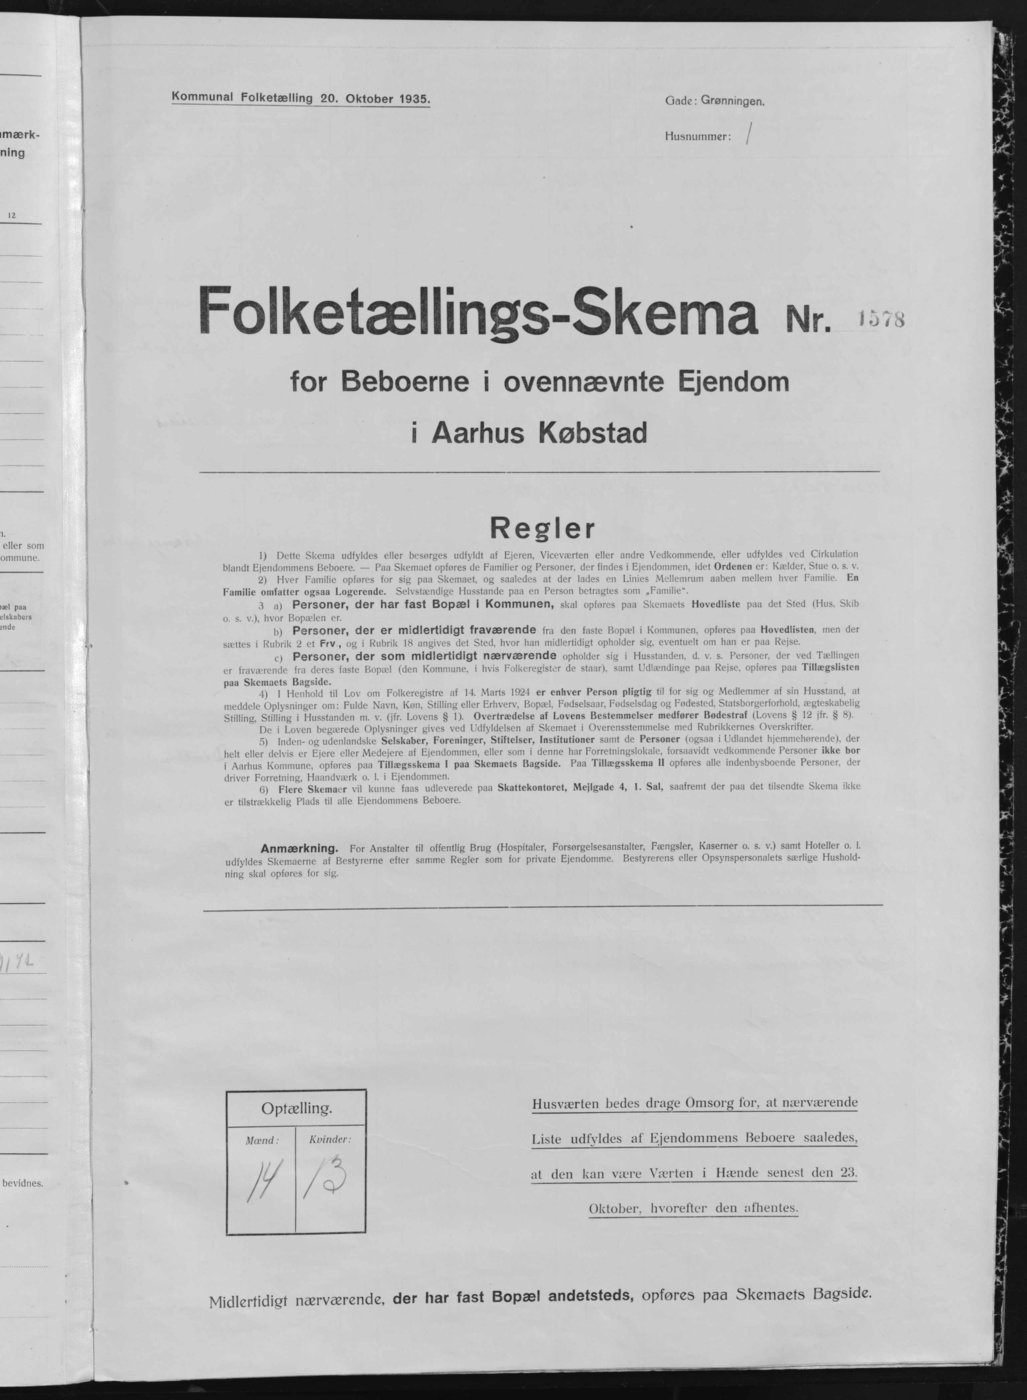 Kommunal Folketælling 20. Oktober 1935.
Gade: Grønningen.
Husnummer: 1
Folketællings-Skema Nr. 1578
for Beboerne i ovennævnte Ejendom
i Aarhus Købstad
Regler
1) Dette Skema udfyldes eller besørges udfyldt af Ejeren, Viceværten eller andre Vedkommende, eller udfyldes ved Cirkulation
blandt Ejendommens Beboere. — Paa Skemaet opføres de Familier og Personer, der findes i Ejendommen, idet Ordenen er: Kælder, Stue o. s. v.
2) Hver Familie opføres for sig paa Skemaet, og saaledes at der lades en Linies Mellemrum aaben mellem hver Familie. En
Familie omfatter ogsaa Logerende. Selvstændige Husstande paa en Person betragtes som „Familie“.
3 a) Personer, der har fast Bopæl i Kommunen, skal opføres paa Skemaets Hovedliste paa det Sted (Hus, Skib
o. s. v.), hvor Bopælen er.
b) Personer, der er midlertidigt fraværende fra den faste Bopæl i Kommunen, opføres paa Hovedlisten, men der
sættes i Rubrik 2 et Frv., og i Rubrik 18 angives det Sted, hvor han midlertidigt opholder sig, eventuelt om han er paa Rejse.
c) Personer, der som midlertidigt nærværende opholder sig i Husstanden, d. v. s. Personer, der ved Tællingen
er fraværende fra deres faste Bopæl (den Kommune, i hvis Folkeregister de staar), samt Udlændinge paa Rejse, opføres paa Tillægslisten
paa Skemaets Bagside.
4) I Henhold til Lov om Folkeregistre af 14. Marts 1924 er enhver Person pligtig til for sig og Medlemmer af sin Husstand, at
meddele Oplysninger om: Fulde Navn, Køn, Stilling eller Erhverv, Bopæl, Fødselsaar, Fødselsdag og Fødested, Statsborgerforhold, ægteskabelig
Stilling, Stilling i Husstanden m. v. (jfr. Lovens § 1). Overtrædelse af Lovens Bestemmelser medfører Bødestraf (Lovens § 12 jfr. § 8).
De i Loven begærede Oplysninger gives ved Udfyldelsen af Skemaet i Overensstemmelse med Rubrikkernes Overskrifter.
5) Inden- og udenlandske Selskaber, Foreninger, Stiftelser, Institutioner samt de Personer (ogsaa i Udlandet hjemmehørende), der
helt eller delvis er Ejere eller Medejere af Ejendommen, eller som i denne har Forretningslokale, forsaavidt vedkommende Personer ikke bor
i Aarhus Kommune, opføres paa Tillægsskema I paa Skemaets Bagside. Paa Tillægsskema II opføres alle indenbysboende Personer, der
driver Forretning, Haandværk o. l. i Ejendommen.
6) Flere Skemaer vil kunne faas udleverede paa Skattekontoret, Mejlgade 4, 1. Sal, saafremt der paa det tilsendte Skema ikke
er tilstrækkelig Plads til alle Ejendommens Beboere.
Anmærkning. For Anstalter til offentlig Brug (Hospitaler, Forsørgelsesanstalter, Fængsler, Kaserner o. s. v.) samt Hoteller o. l.
udfyldes Skemaerne af Bestyrerne efter samme Regler som for private Ejendomme. Bestyrerens eller Opsynspersonalets særlige Hushold-
ning skal opføres for sig.
Optælling.
Mænd: Kvinder:
14 13
Husværten bedes drage Omsorg for, at nærværende
Liste udfyldes af Ejendommens Beboere saaledes,
at den kan være Værten i Hænde senest den 23.
Oktober, hvorefter den afhentes.
Midlertidigt nærværende, der har fast Bopæl andetsteds, opføres paa Skemaets Bagside.
ning
12
eller som
ommune.
bevidnes.